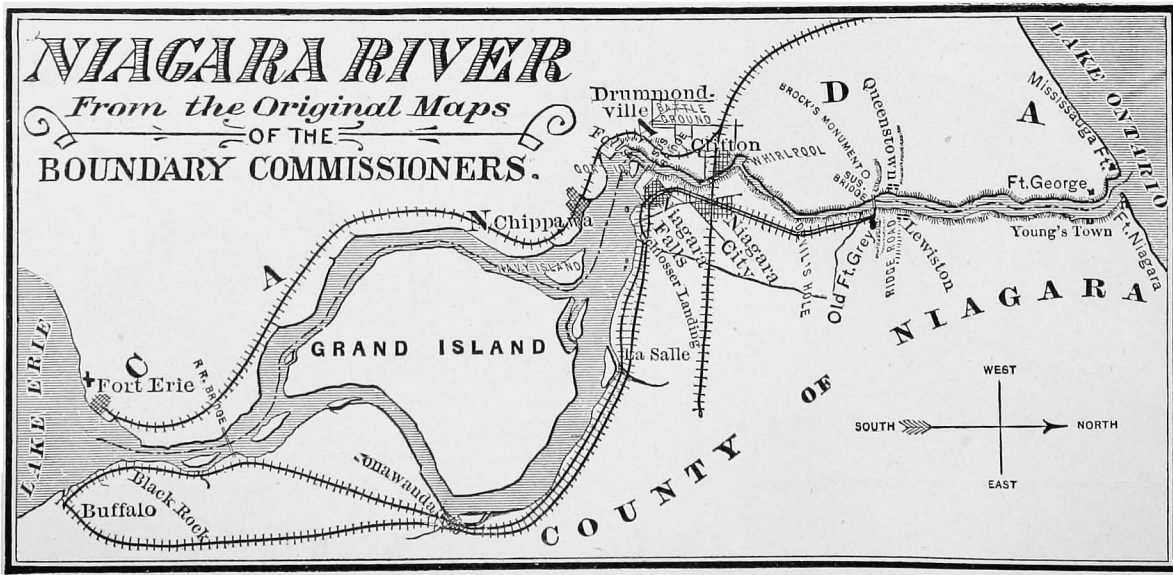 NIAGARA RIVER
From the Original Maps
OF THE
BOUNDARY COMMISSIONERS.
LAKE ONTARIO
Mississauga Ft.
Drummond-
ville
BATTLE
GROUND
Clifton
WHIRLPOOL
BROCK'S MONUMENT
SUS.
BRIDGE
Queenstown
Ft. George
Ft. Niagara
Young's Town
Lewiston
RIDGE ROAD
Old Ft. Grey
DEVIL'S HOLE
Niagara
City
Niagara
Falls
Schlosser Landing
La Salle
Chippawa
NAVY ISLAND
GRAND ISLAND
CANADA
COUNTY OF NIAGARA
LAKE ERIE
Fort Erie
R.R. BRIDGE
Black Rock
Buffalo
Tonawanda
WEST
SOUTH
NORTH
EAST